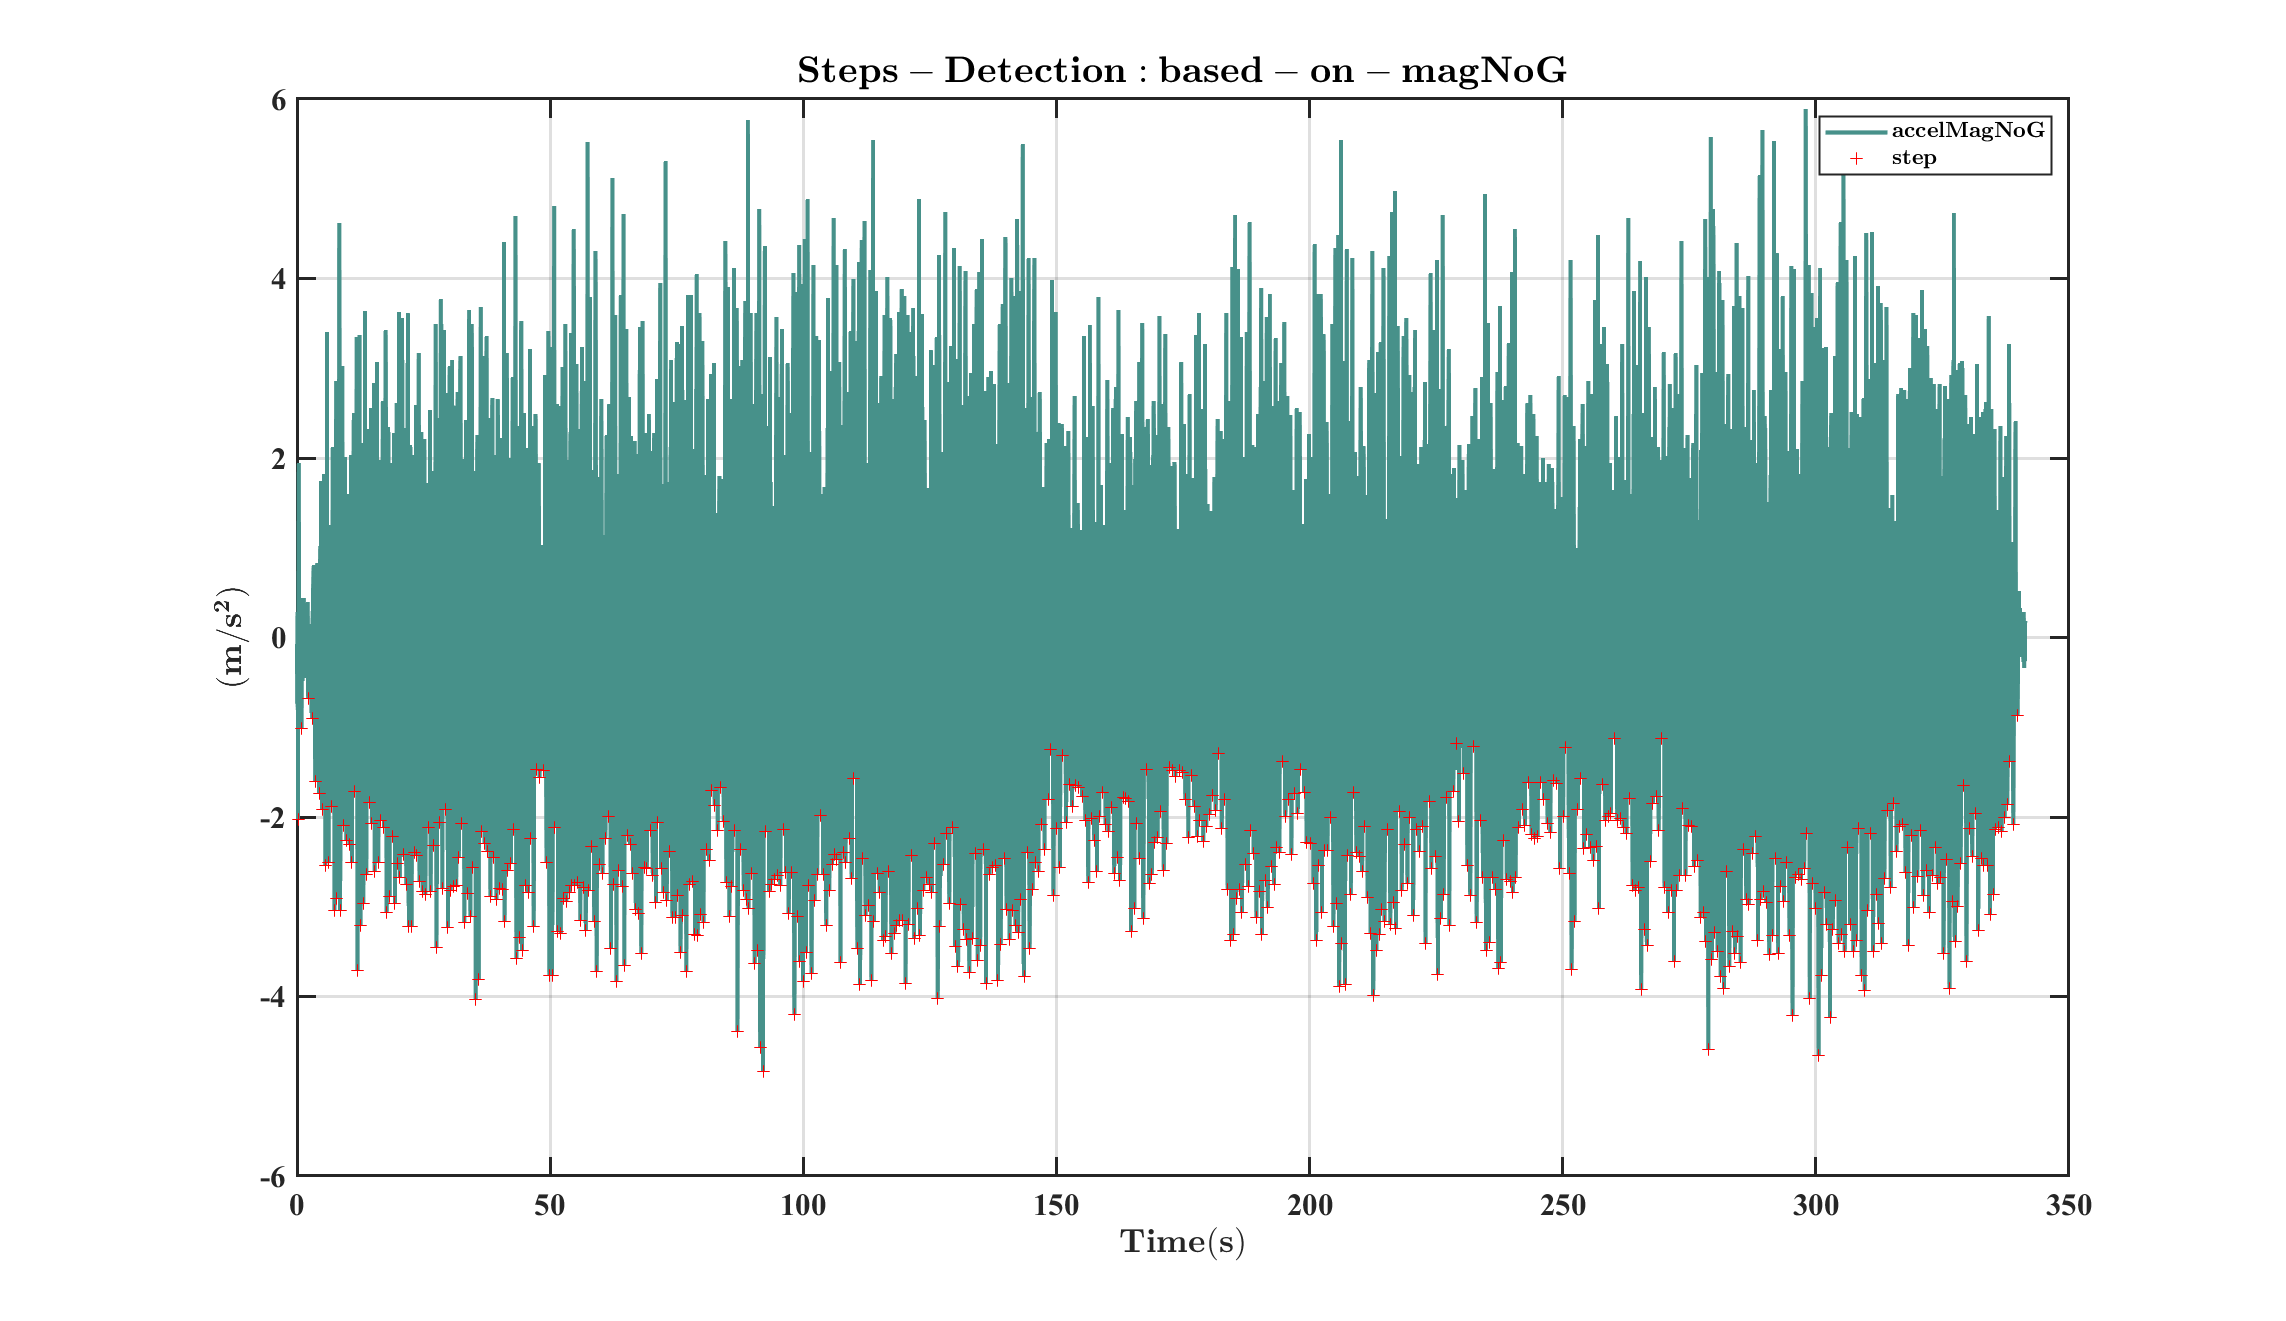 Steps – Detection : based – on – magNoG
6
accelMagNoG
step
4
2
0
(m/s²)
-2
-4
-6
0 50 100 150 200 250 300 350
Time(s)